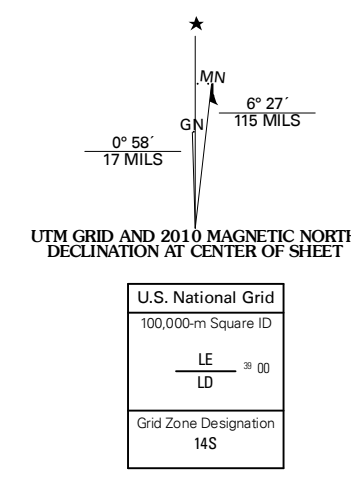 MN
6° 27´
115 MILS
GN
0° 58´
17 MILS
UTM GRID AND 2010 MAGNETIC NORTH
DECLINATION AT CENTER OF SHEET
U.S. National Grid
100,000-m Square ID
LE
39 00
LD
Grid Zone Designation
14S